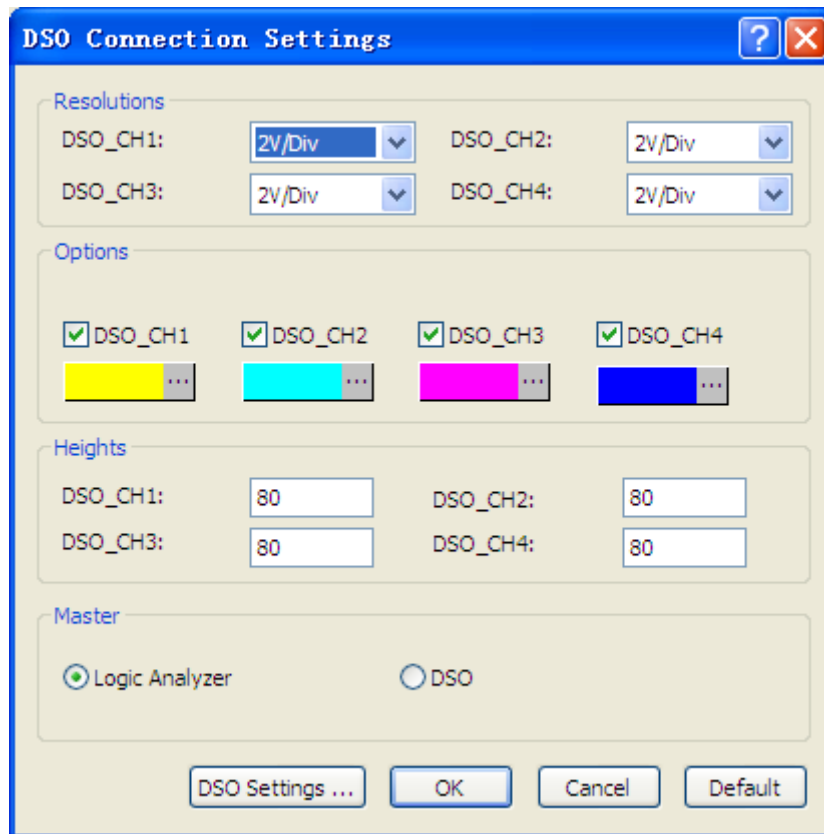 DSO Connection Settings
Resolutions
DSO_CH1: 2V/Div DSO_CH2: 2V/Div
DSO_CH3: 2V/Div DSO_CH4: 2V/Div
Options
DSO_CH1 DSO_CH2 DSO_CH3 DSO_CH4
... ... ... ...
Heights
DSO_CH1: 80 DSO_CH2: 80
DSO_CH3: 80 DSO_CH4: 80
Master
Logic Analyzer DSO
DSO Settings ... OK Cancel Default